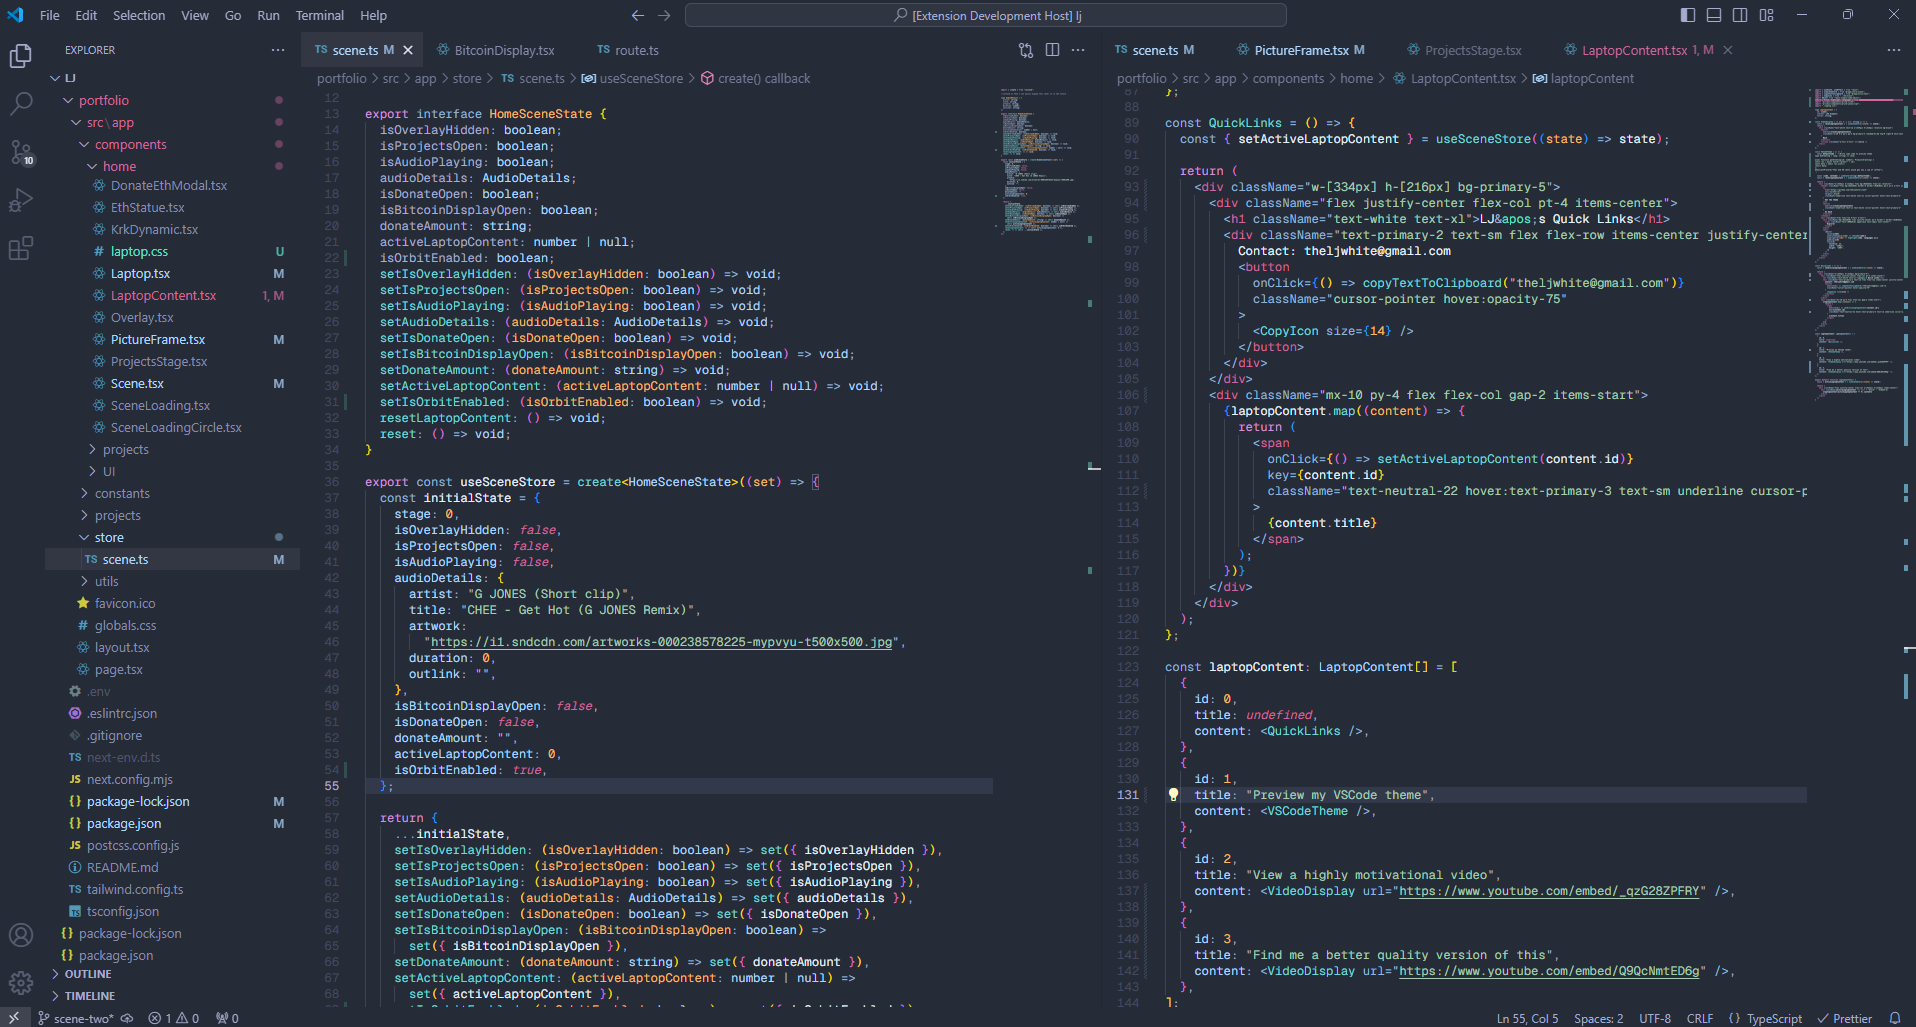 File Edit Selection View Go Run Terminal Help
[Extension Development Host] lj
EXPLORER
LJ
portfolio
src\app
components
home
DonateEthModal.tsx
EthStatue.tsx
KrkDynamic.tsx
laptop.css U
Laptop.tsx M
LaptopContent.tsx 1, M
Overlay.tsx
PictureFrame.tsx M
ProjectsStage.tsx
Scene.tsx M
SceneLoading.tsx
SceneLoadingCircle.tsx
projects
UI
constants
projects
store
TS scene.ts M
utils
favicon.ico
# globals.css
layout.tsx
page.tsx
.env
.eslintrc.json
.gitignore
TS next-env.d.ts
JS next.config.mjs
{} package-lock.json M
{} package.json M
JS postcss.config.js
README.md
TS tailwind.config.ts
tsconfig.json
{} package-lock.json
{} package.json
OUTLINE
TIMELINE
10
TS scene.ts M
BitcoinDisplay.tsx
TS route.ts
portfolio > src > app > store > TS scene.ts > useSceneStore > create() callback
12
13 export interface HomeSceneState {
14 isOverlayHidden: boolean;
15 isProjectsOpen: boolean;
16 isAudioPlaying: boolean;
17 audioDetails: AudioDetails;
18 isDonateOpen: boolean;
19 isBitcoinDisplayOpen: boolean;
20 donateAmount: string;
21 activeLaptopContent: number | null;
22 isOrbitEnabled: boolean;
23 setIsOverlayHidden: (isOverlayHidden: boolean) => void;
24 setIsProjectsOpen: (isProjectsOpen: boolean) => void;
25 setIsAudioPlaying: (isAudioPlaying: boolean) => void;
26 setAudioDetails: (audioDetails: AudioDetails) => void;
27 setIsDonateOpen: (isDonateOpen: boolean) => void;
28 setIsBitcoinDisplayOpen: (isBitcoinDisplayOpen: boolean) => void;
29 setDonateAmount: (donateAmount: string) => void;
30 setActiveLaptopContent: (activeLaptopContent: number | null) => void;
31 setIsOrbitEnabled: (isOrbitEnabled: boolean) => void;
32 resetLaptopContent: () => void;
33 reset: () => void;
34 }
35
36 export const useSceneStore = create<HomeSceneState>((set) => {
37 const initialState = {
38 stage: 0,
39 isOverlayHidden: false,
40 isProjectsOpen: false,
41 isAudioPlaying: false,
42 audioDetails: {
43 artist: "G JONES (Short clip)",
44 title: "CHEE - Get Hot (G JONES Remix)",
45 artwork:
46 "https://i1.sndcdn.com/artworks-000238578225-mypvyu-t500x500.jpg",
47 duration: 0,
48 outlink: "",
49 },
50 isBitcoinDisplayOpen: false,
51 isDonateOpen: false,
52 donateAmount: "",
53 activeLaptopContent: 0,
54 isOrbitEnabled: true,
55 };
56
57 return {
58 ...initialState,
59 setIsOverlayHidden: (isOverlayHidden: boolean) => set({ isOverlayHidden }),
60 setIsProjectsOpen: (isProjectsOpen: boolean) => set({ isProjectsOpen }),
61 setIsAudioPlaying: (isAudioPlaying: boolean) => set({ isAudioPlaying }),
62 setAudioDetails: (audioDetails: AudioDetails) => set({ audioDetails }),
63 setIsDonateOpen: (isDonateOpen: boolean) => set({ isDonateOpen }),
64 setIsBitcoinDisplayOpen: (isBitcoinDisplayOpen: boolean) =>
65 set({ isBitcoinDisplayOpen }),
66 setDonateAmount: (donateAmount: string) => set({ donateAmount }),
67 setActiveLaptopContent: (activeLaptopContent: number | null) =>
68 set({ activeLaptopContent }),
TS scene.ts M
PictureFrame.tsx M
ProjectsStage.tsx
LaptopContent.tsx 1, M
portfolio > src > app > components > home > LaptopContent.tsx > laptopContent
87 };
88
89 const QuickLinks = () => {
90 const { setActiveLaptopContent } = useSceneStore((state) => state);
91
92 return (
93 <div className="w-[334px] h-[216px] bg-primary-5">
94 <div className="flex justify-center flex-col pt-4 items-center">
95 <h1 className="text-white text-xl">LJ&apos;s Quick Links</h1>
96 <div className="text-primary-2 text-sm flex flex-row items-center justify-center
97 Contact: theljwhite@gmail.com
98 <button
99 onClick={() => copyTextToClipboard("theljwhite@gmail.com")}
100 className="cursor-pointer hover:opacity-75"
101 >
102 <CopyIcon size={14} />
103 </button>
104 </div>
105 </div>
106 <div className="mx-10 py-4 flex flex-col gap-2 items-start">
107 {laptopContent.map((content) => {
108 return (
109 <span
110 onClick={() => setActiveLaptopContent(content.id)}
111 key={content.id}
112 className="text-neutral-22 hover:text-primary-3 text-sm underline cursor-p
113 >
114 {content.title}
115 </span>
116 );
117 })}
118 </div>
119 </div>
120 );
121 };
122
123 const laptopContent: LaptopContent[] = [
124 {
125 id: 0,
126 title: undefined,
127 content: <QuickLinks />,
128 },
129 {
130 id: 1,
131 title: "Preview my VSCode theme",
132 content: <VSCodeTheme />,
133 },
134 {
135 id: 2,
136 title: "View a highly motivational video",
137 content: <VideoDisplay url="https://www.youtube.com/embed/_qzG28ZPFRY" />,
138 },
139 {
140 id: 3,
141 title: "Find me a better quality version of this",
142 content: <VideoDisplay url="https://www.youtube.com/embed/Q9QcNmtED6g" />,
143 },
144 ];
scene-two* 1 0 0
Ln 55, Col 5 Spaces: 2 UTF-8 CRLF {} TypeScript Prettier